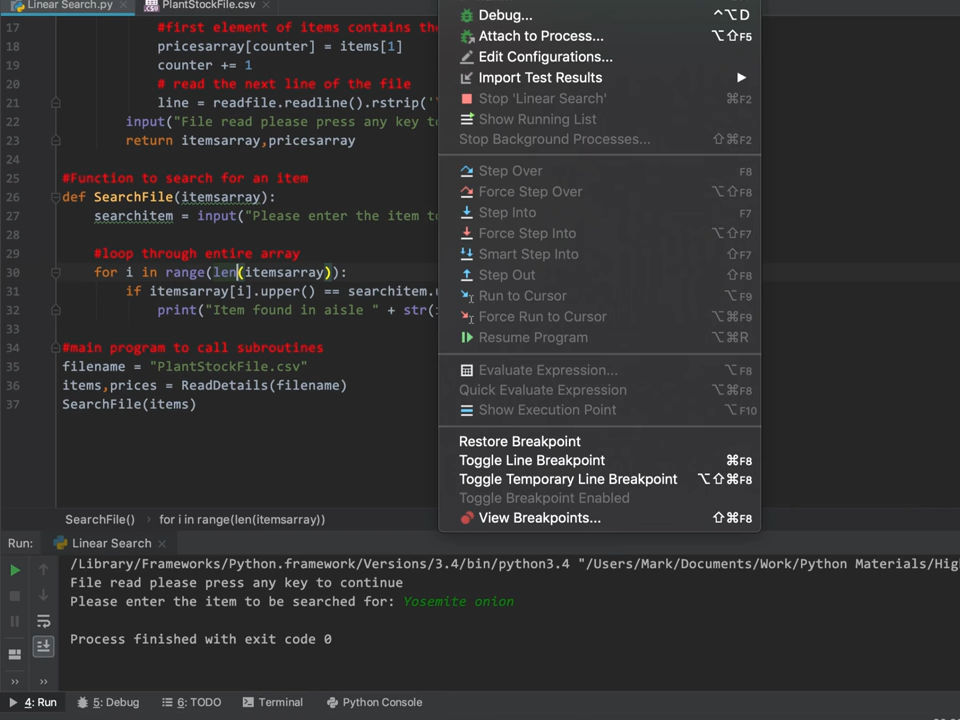 Linear Search.py
PlantStockFile.csv
17 #first element of items contains the
18 pricesarray[counter] = items[1]
19 counter += 1
20 # read the next line of the file
21 line = readfile.readline().rstrip('
22 input("File read please press any key to
23 return itemsarray,pricesarray
24
25 #Function to search for an item
26 def SearchFile(itemsarray):
27 searchitem = input("Please enter the item to
28
29 #loop through entire array
30 for i in range(len(itemsarray)):
31 if itemsarray[i].upper() == searchitem.
32 print("Item found in aisle " + str(
33
34 #main program to call subroutines
35 filename = "PlantStockFile.csv"
36 items,prices = ReadDetails(filename)
37 SearchFile(items)
Debug... ⌃⌥D
Attach to Process... ⌥⇧F5
Edit Configurations...
Import Test Results ▶
Stop 'Linear Search' ⌘F2
Show Running List
Stop Background Processes... ⇧⌘F2
Step Over F8
Force Step Over ⌥⇧F8
Step Into F7
Force Step Into ⌥⇧F7
Smart Step Into ⇧F7
Step Out ⇧F8
Run to Cursor ⌥F9
Force Run to Cursor ⌥⌘F9
Resume Program ⌥⌘R
Evaluate Expression... ⌥F8
Quick Evaluate Expression ⌥⌘F8
Show Execution Point ⌥F10
Restore Breakpoint
Toggle Line Breakpoint ⌘F8
Toggle Temporary Line Breakpoint ⌥⇧⌘F8
Toggle Breakpoint Enabled
View Breakpoints... ⇧⌘F8
SearchFile() › for i in range(len(itemsarray))
Run: Linear Search
/Library/Frameworks/Python.framework/Versions/3.4/bin/python3.4 "/Users/Mark/Documents/Work/Python Materials/Hig
File read please press any key to continue
Please enter the item to be searched for: Yosemite onion
Process finished with exit code 0
4: Run 5: Debug 6: TODO Terminal Python Console